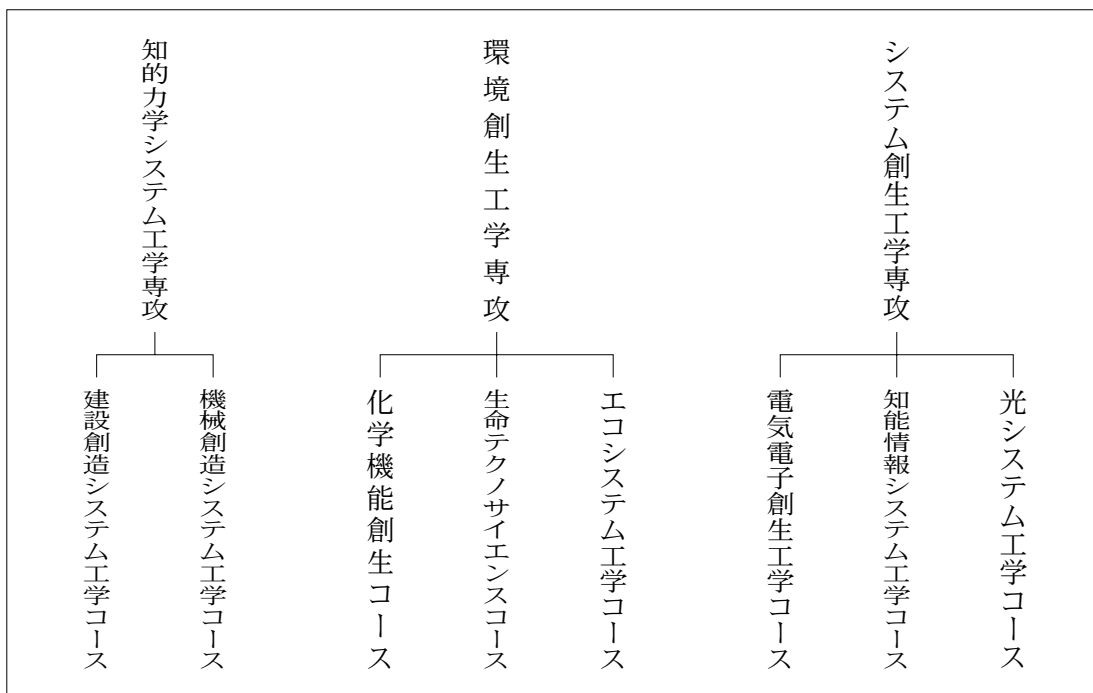 知的力学システム工学専攻
建設創造システム工学コース
機械創造システム工学コース
環境創生工学専攻
化学機能創生コース
生命テクノサイエンスコース
エコシステム工学コース
システム創生工学専攻
電気電子創生工学コース
知能情報システム工学コース
光システム工学コース